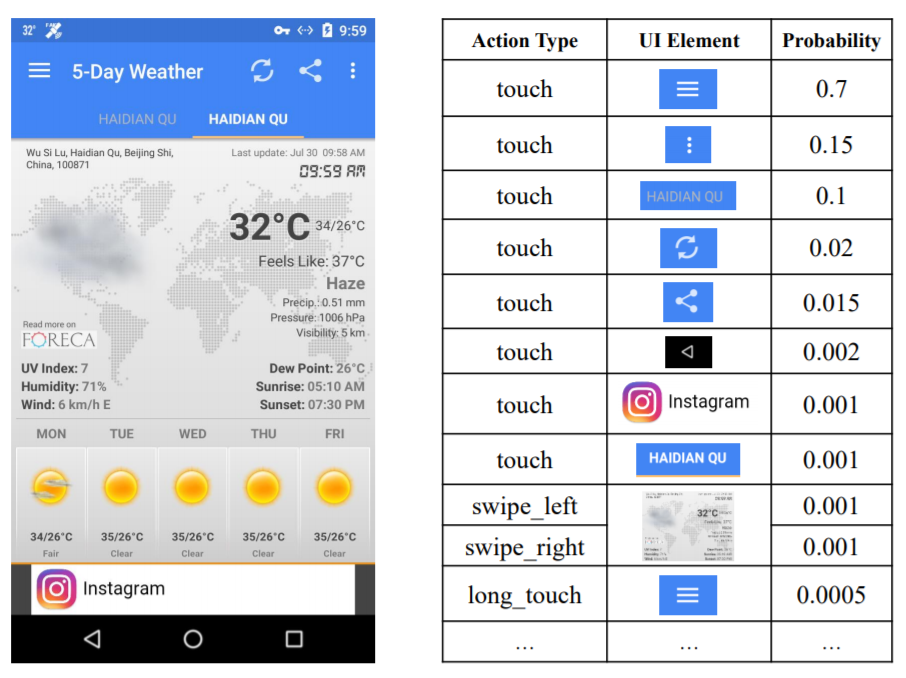 32°
9:59
5-Day Weather
HAIDIAN QU HAIDIAN QU
Wu Si Lu, Haidian Qu, Beijing Shi,
China, 100871
Last update: Jul 30 09:58 AM
09:59 AM
32°C 34/26°C
Feels Like: 37°C
Haze
Precip.: 0.51 mm
Pressure: 1006 hPa
Visibility: 5 km
Read more on
FORECA
UV Index: 7
Humidity: 71%
Wind: 6 km/h E
Dew Point: 26°C
Sunrise: 05:10 AM
Sunset: 07:30 PM
MON TUE WED THU FRI
34/26°C 35/26°C 35/26°C 35/26°C 35/26°C
Fair Clear Clear Clear Clear
Instagram
Action Type UI Element Probability
touch 0.7
touch 0.15
touch HAIDIAN QU 0.1
touch 0.02
touch 0.015
touch 0.002
touch Instagram 0.001
touch HAIDIAN QU 0.001
swipe_left 32°C 0.001
swipe_right 0.001
long_touch 0.0005
... ... ...